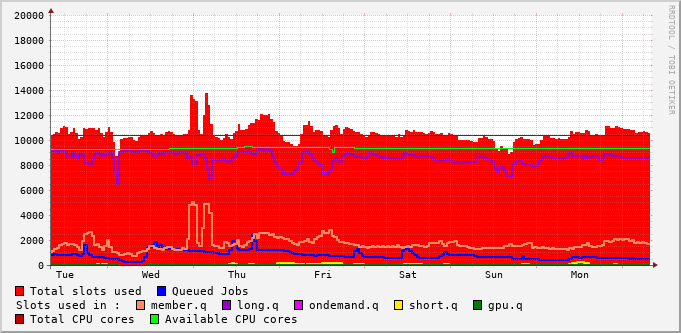 RRDTOOL / TOBI OETIKER
20000
18000
16000
14000
12000
10000
8000
6000
4000
2000
0
Tue Wed Thu Fri Sat Sun Mon
Total slots used Queued Jobs
Slots used in : member.q long.q ondemand.q short.q gpu.q
Total CPU cores Available CPU cores